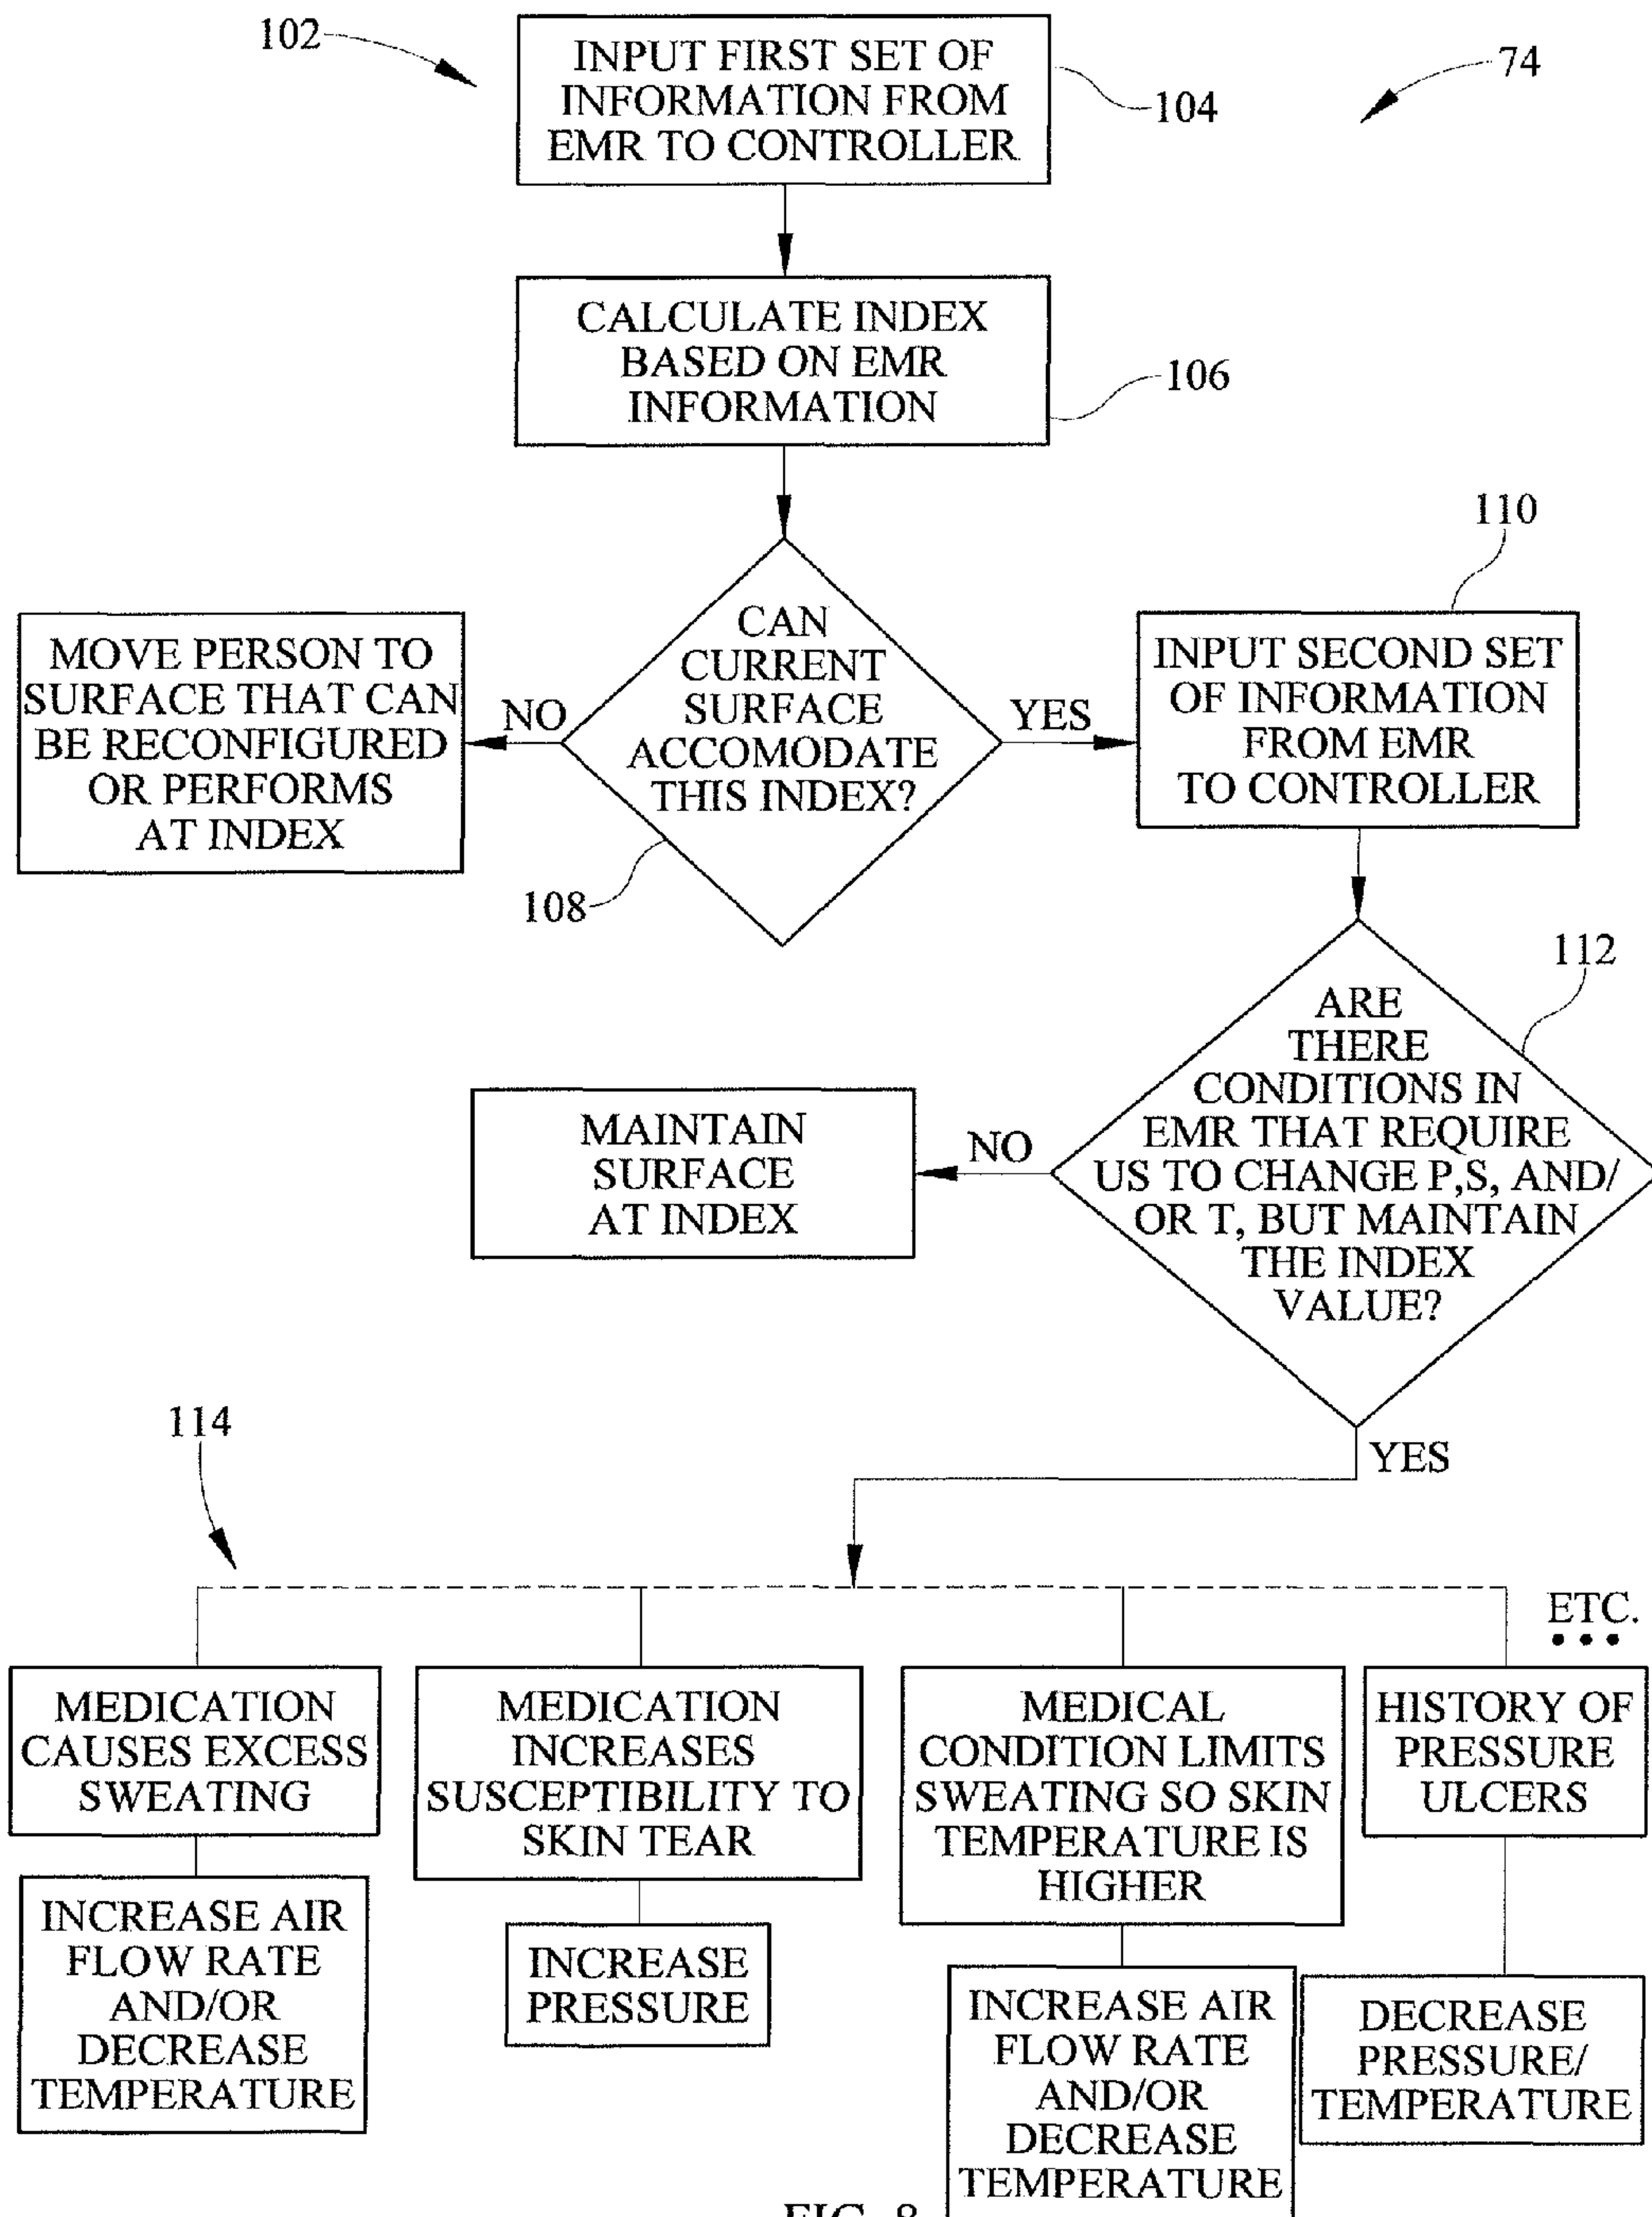 102
INPUT FIRST SET OF
INFORMATION FROM
EMR TO CONTROLLER
104
74
CALCULATE INDEX
BASED ON EMR
INFORMATION
106
110
MOVE PERSON TO
SURFACE THAT CAN
BE RECONFIGURED
OR PERFORMS
AT INDEX
NO
CAN
CURRENT
SURFACE
ACCOMODATE
THIS INDEX?
108
YES
INPUT SECOND SET
OF INFORMATION
FROM EMR
TO CONTROLLER
112
ARE
THERE
CONDITIONS IN
EMR THAT REQUIRE
US TO CHANGE P,S, AND/
OR T, BUT MAINTAIN
THE INDEX
VALUE?
NO
MAINTAIN
SURFACE
AT INDEX
YES
114
ETC.
MEDICATION
CAUSES EXCESS
SWEATING
INCREASE AIR
FLOW RATE
AND/OR
DECREASE
TEMPERATURE
MEDICATION
INCREASES
SUSCEPTIBILITY TO
SKIN TEAR
INCREASE
PRESSURE
MEDICAL
CONDITION LIMITS
SWEATING SO SKIN
TEMPERATURE IS
HIGHER
INCREASE AIR
FLOW RATE
AND/OR
DECREASE
TEMPERATURE
HISTORY OF
PRESSURE
ULCERS
DECREASE
PRESSURE/
TEMPERATURE
FIG. 8